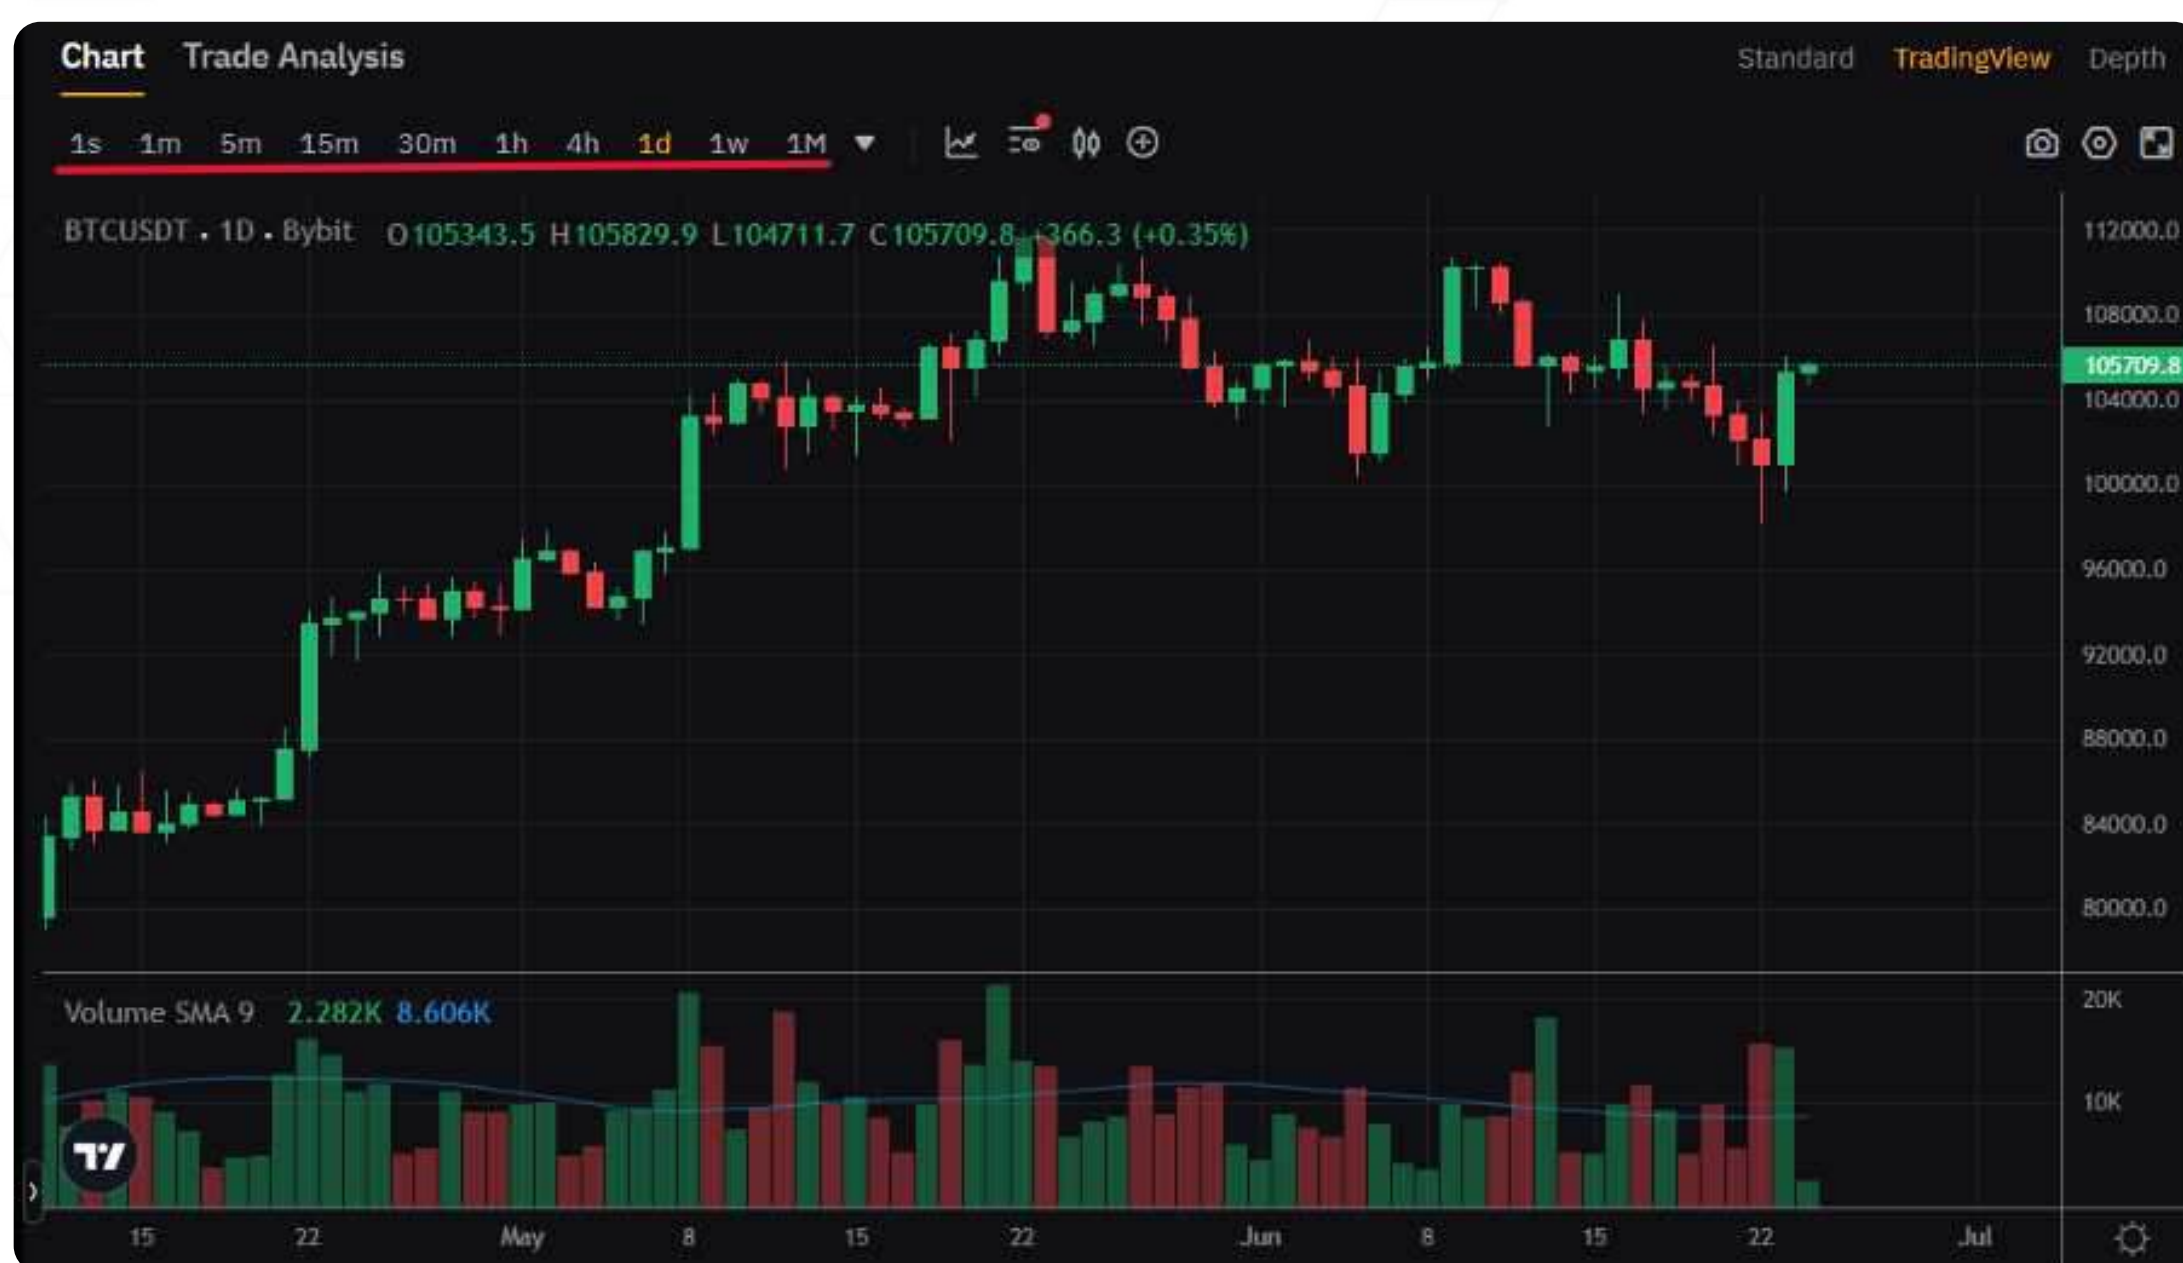 Chart Trade Analysis Standard TradingView Depth
1s 1m 5m 15m 30m 1h 4h 1d 1w 1M
BTCUSDT . 1D . Bybit O105343.5 H105829.9 L104711.7 C105709.8 +366.3 (+0.35%)
112000.0
108000.0
105709.8
104000.0
100000.0
96000.0
92000.0
88000.0
84000.0
80000.0
Volume SMA 9 2.282K 8.606K
20K
10K
15 22 May 8 15 22 Jun 8 15 22 Jul